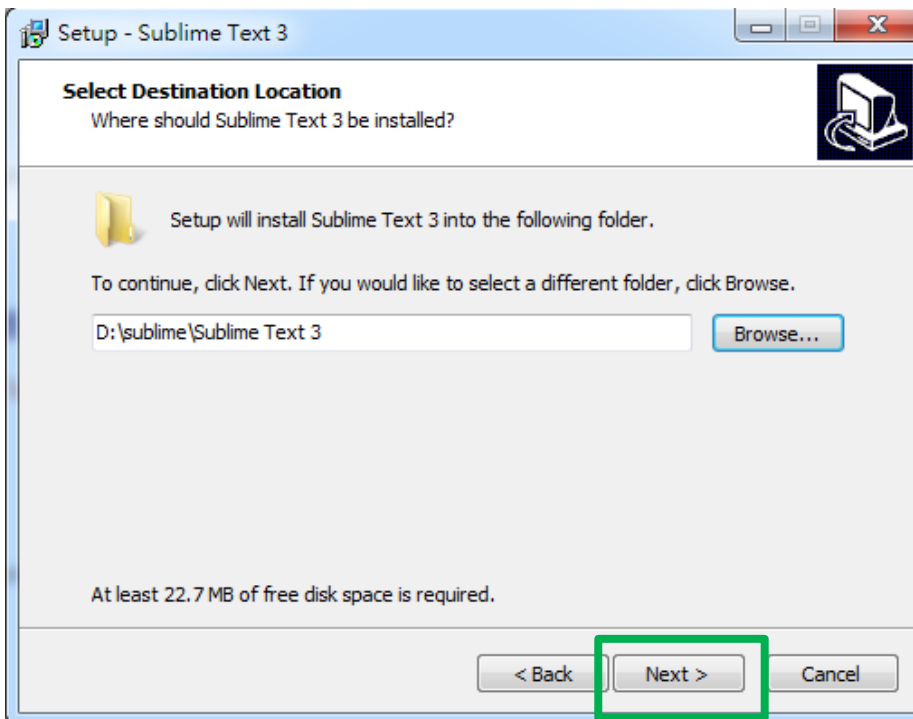 Setup - Sublime Text 3
Select Destination Location
Where should Sublime Text 3 be installed?
Setup will install Sublime Text 3 into the following folder.
To continue, click Next. If you would like to select a different folder, click Browse.
D:\sublime\Sublime Text 3
Browse...
At least 22.7 MB of free disk space is required.
< Back
Next >
Cancel